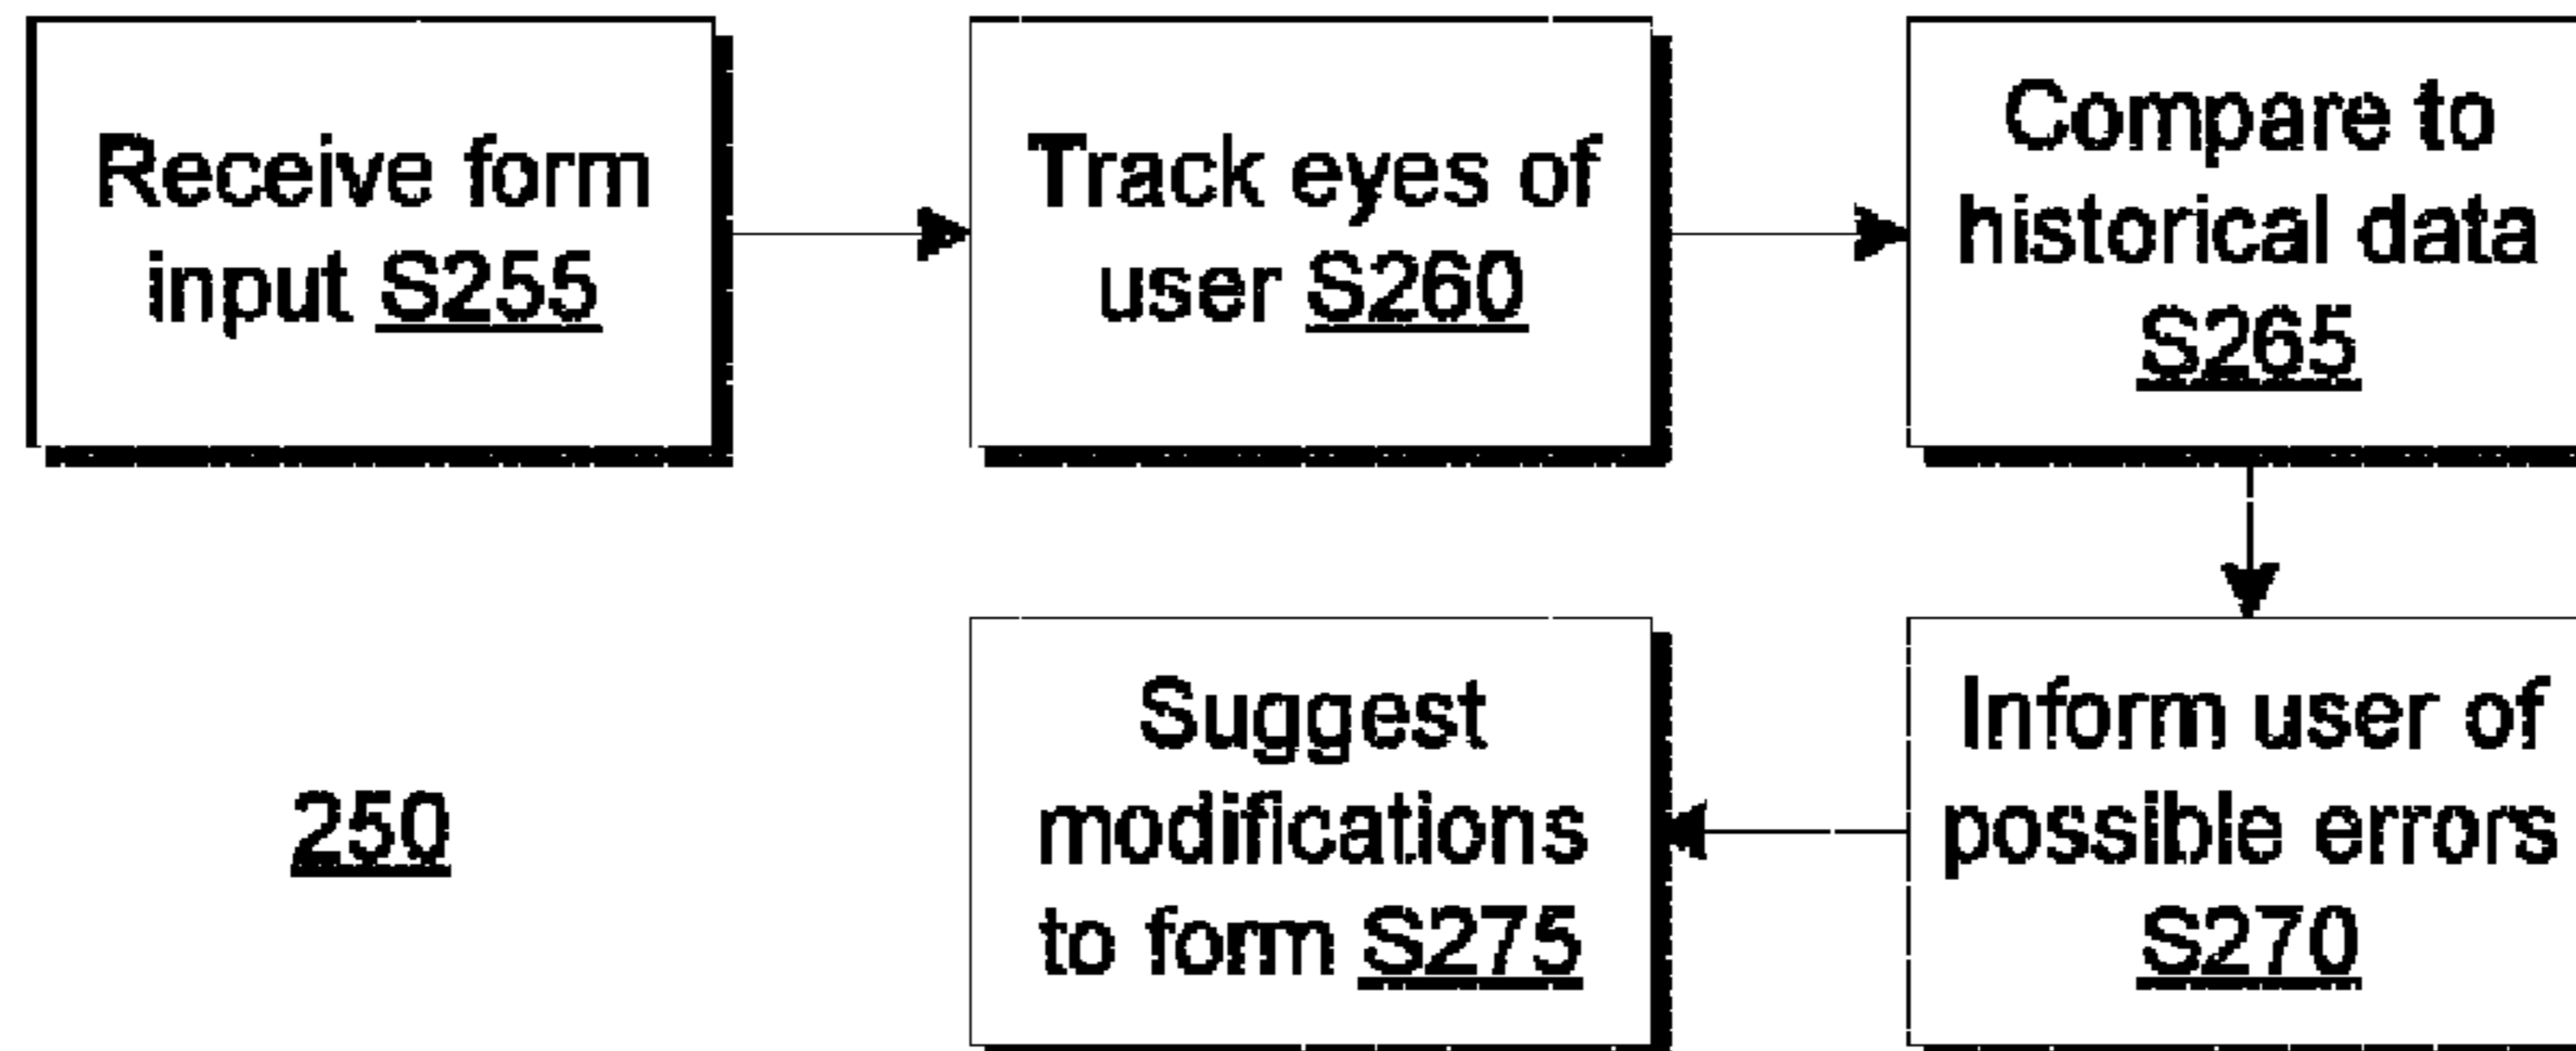 Receive form
input S255
Track eyes of
user S260
Compare to
historical data
S265
Inform user of
possible errors
S270
Suggest
modifications
to form S275
250